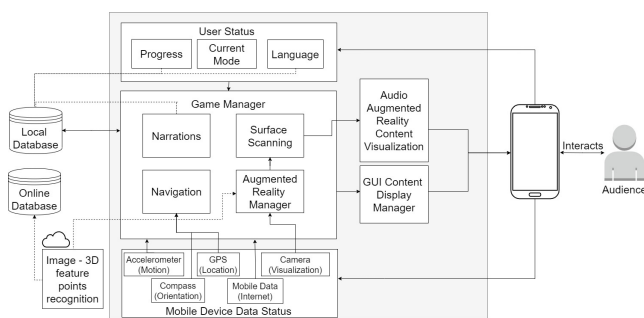 User Status
Progress
Current
Mode
Language
Game Manager
Narrations
Surface
Scanning
Navigation
Augmented
Reality
Manager
Local
Database
Online
Database
Image - 3D
feature
points
recognition
Audio
Augmented
Reality
Content
Visualization
GUI Content
Display
Manager
Interacts
Audience
Accelerometer
(Motion)
GPS
(Location)
Camera
(Visualization)
Compass
(Orientation)
Mobile Data
(Internet)
Mobile Device Data Status